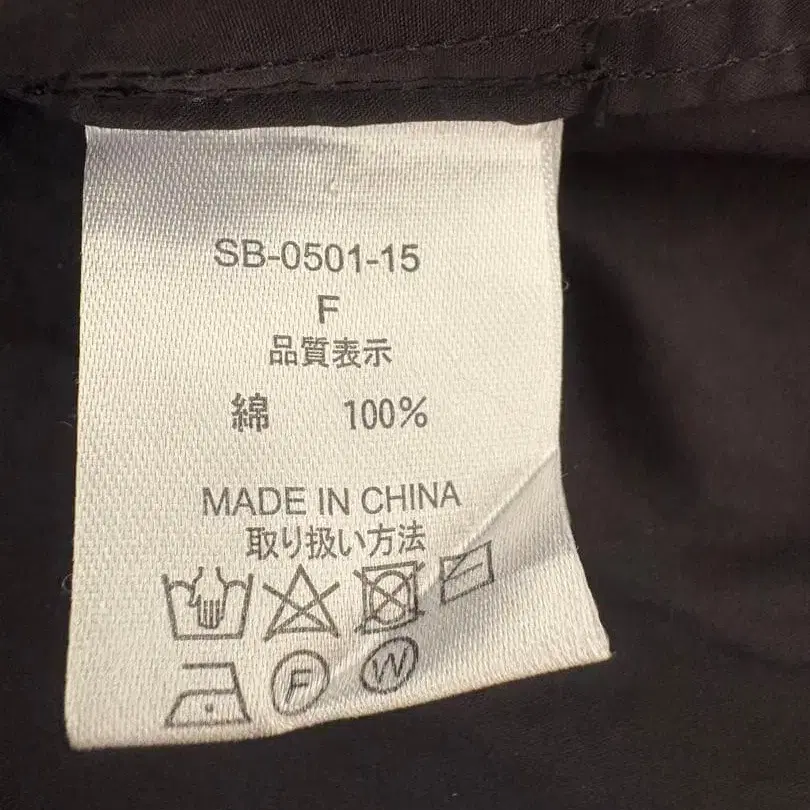 SB-0501-15
F
品質表示
綿 100%
MADE IN CHINA
取り扱い方法
F W